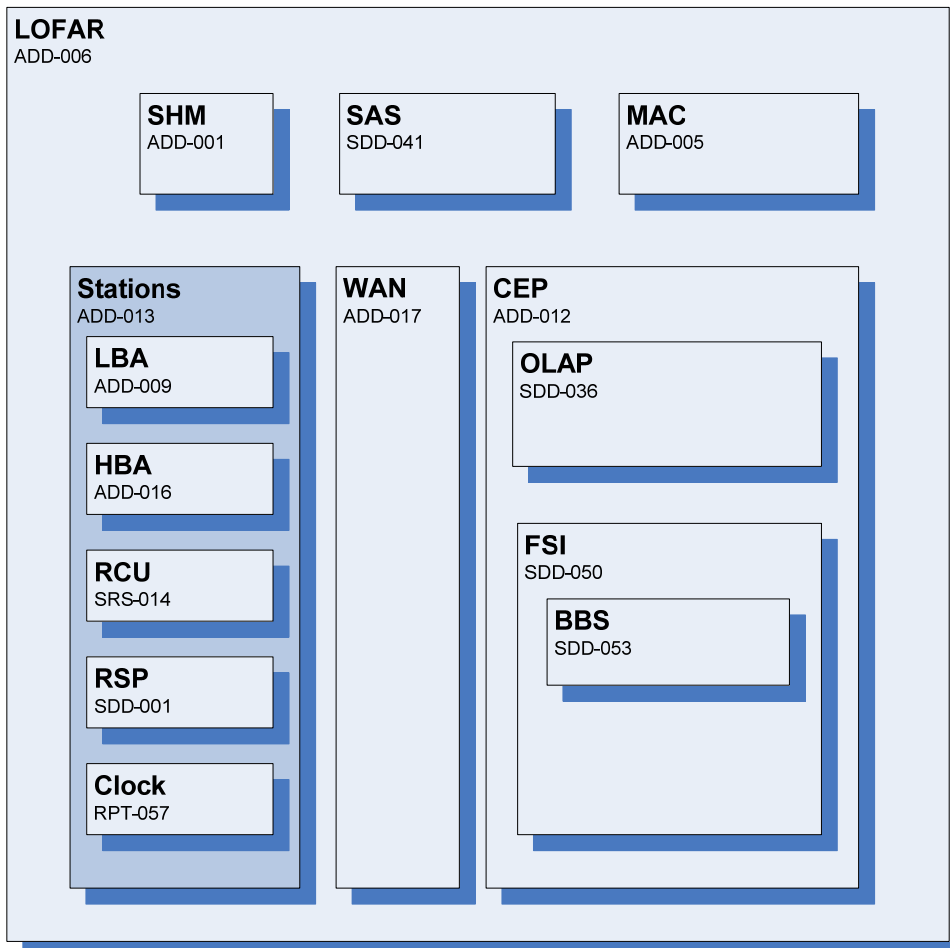 LOFAR
ADD-006
SHM
ADD-001
SAS
SDD-041
MAC
ADD-005
Stations
ADD-013
LBA
ADD-009
HBA
ADD-016
RCU
SRS-014
RSP
SDD-001
Clock
RPT-057
WAN
ADD-017
CEP
ADD-012
OLAP
SDD-036
FSI
SDD-050
BBS
SDD-053